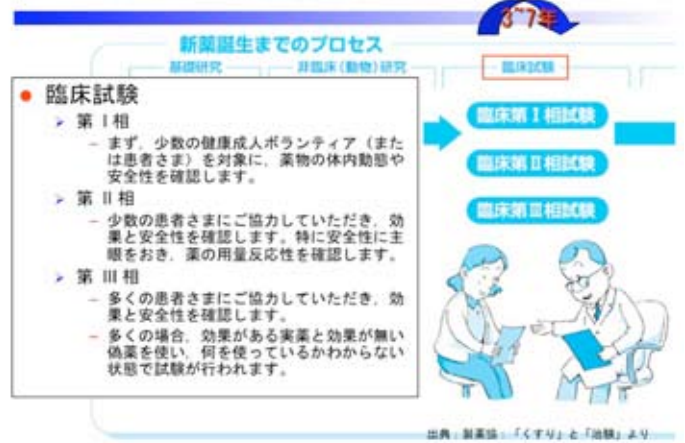 3~7年
新薬誕生までのプロセス
基礎研究
非臨床(動物)研究
臨床試験
● 臨床試験
➢ 第 I 相
– まず,少数の健康成人ボランティア(また
は患者さま)を対象に,薬物の体内動態や
安全性を確認します。
➢ 第 II 相
– 少数の患者さまにご協力していただき,効
果と安全性を確認します。特に安全性に主
眼をおき,薬の用量反応性を確認します。
➢ 第 III 相
– 多くの患者さまにご協力していただき,効
果と安全性を確認します。
– 多くの場合,効果がある実薬と効果が無い
偽薬を使い,何を使っているかわからない
状態で試験が行われます。
臨床第Ⅰ相試験
臨床第Ⅱ相試験
臨床第Ⅲ相試験
出典:製薬協:「くすり」と「治験」より